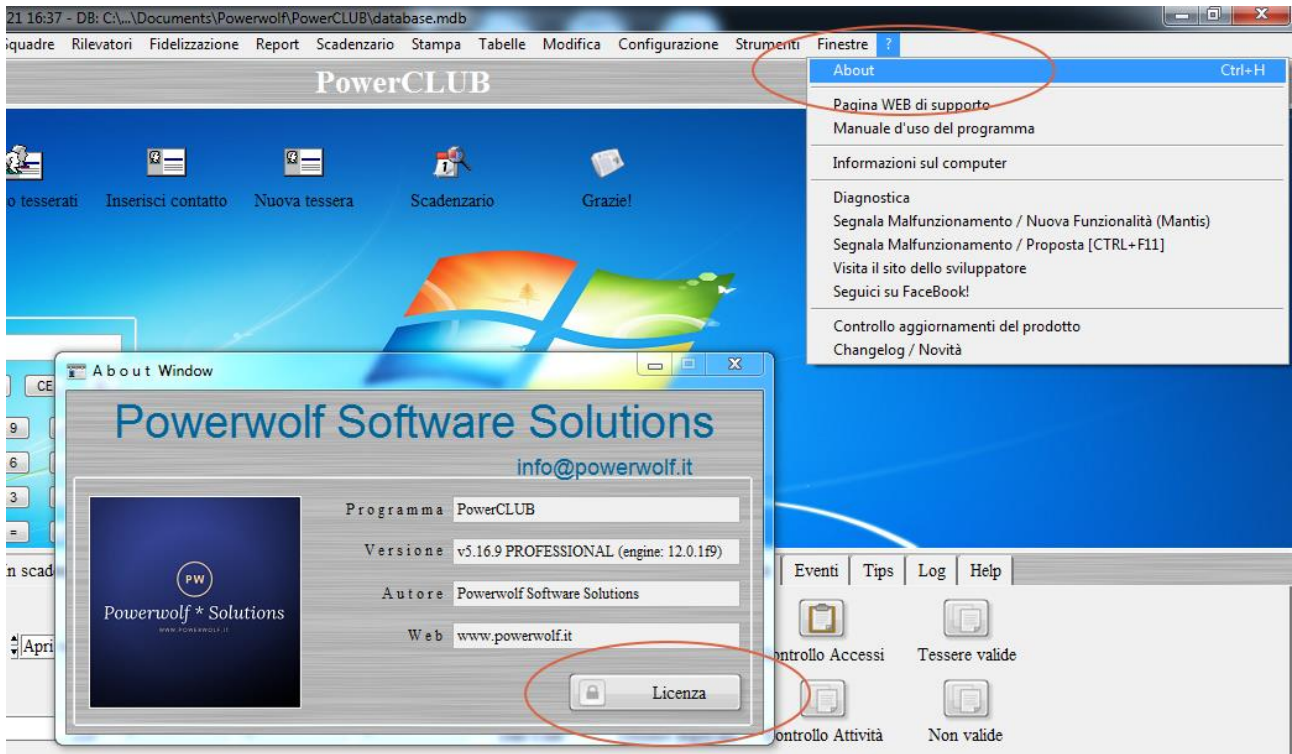 21 16:37 - DB: C:\...\Documents\Powerwolf\PowerCLUB\database.mdb
Squadre Rilevatori Fidelizzazione Report Scadenzario Stampa Tabelle Modifica Configurazione Strumenti Finestre ?
PowerCLUB
About Ctrl+H
Pagina WEB di supporto
Manuale d'uso del programma
Informazioni sul computer
Diagnostica
Segnala Malfunzionamento / Nuova Funzionalità (Mantis)
Segnala Malfunzionamento / Proposta [CTRL+F11]
Visita il sito dello sviluppatore
Seguici su FaceBook!
Controllo aggiornamenti del prodotto
Changelog / Novità
o tesserati Inserisci contatto Nuova tessera Scadenzario Grazie!
CE
9
6
3
=
About Window
Powerwolf Software Solutions
info@powerwolf.it
PW
Powerwolf * Solutions
WWW.POWERWOLF.IT
Programma PowerCLUB
Versione v5.16.9 PROFESSIONAL (engine: 12.0.1f9)
Autore Powerwolf Software Solutions
Web www.powerwolf.it
Licenza
In scad
Apri
Eventi Tips Log Help
ontrollo Accessi Tessere valide
ontrollo Attività Non valide